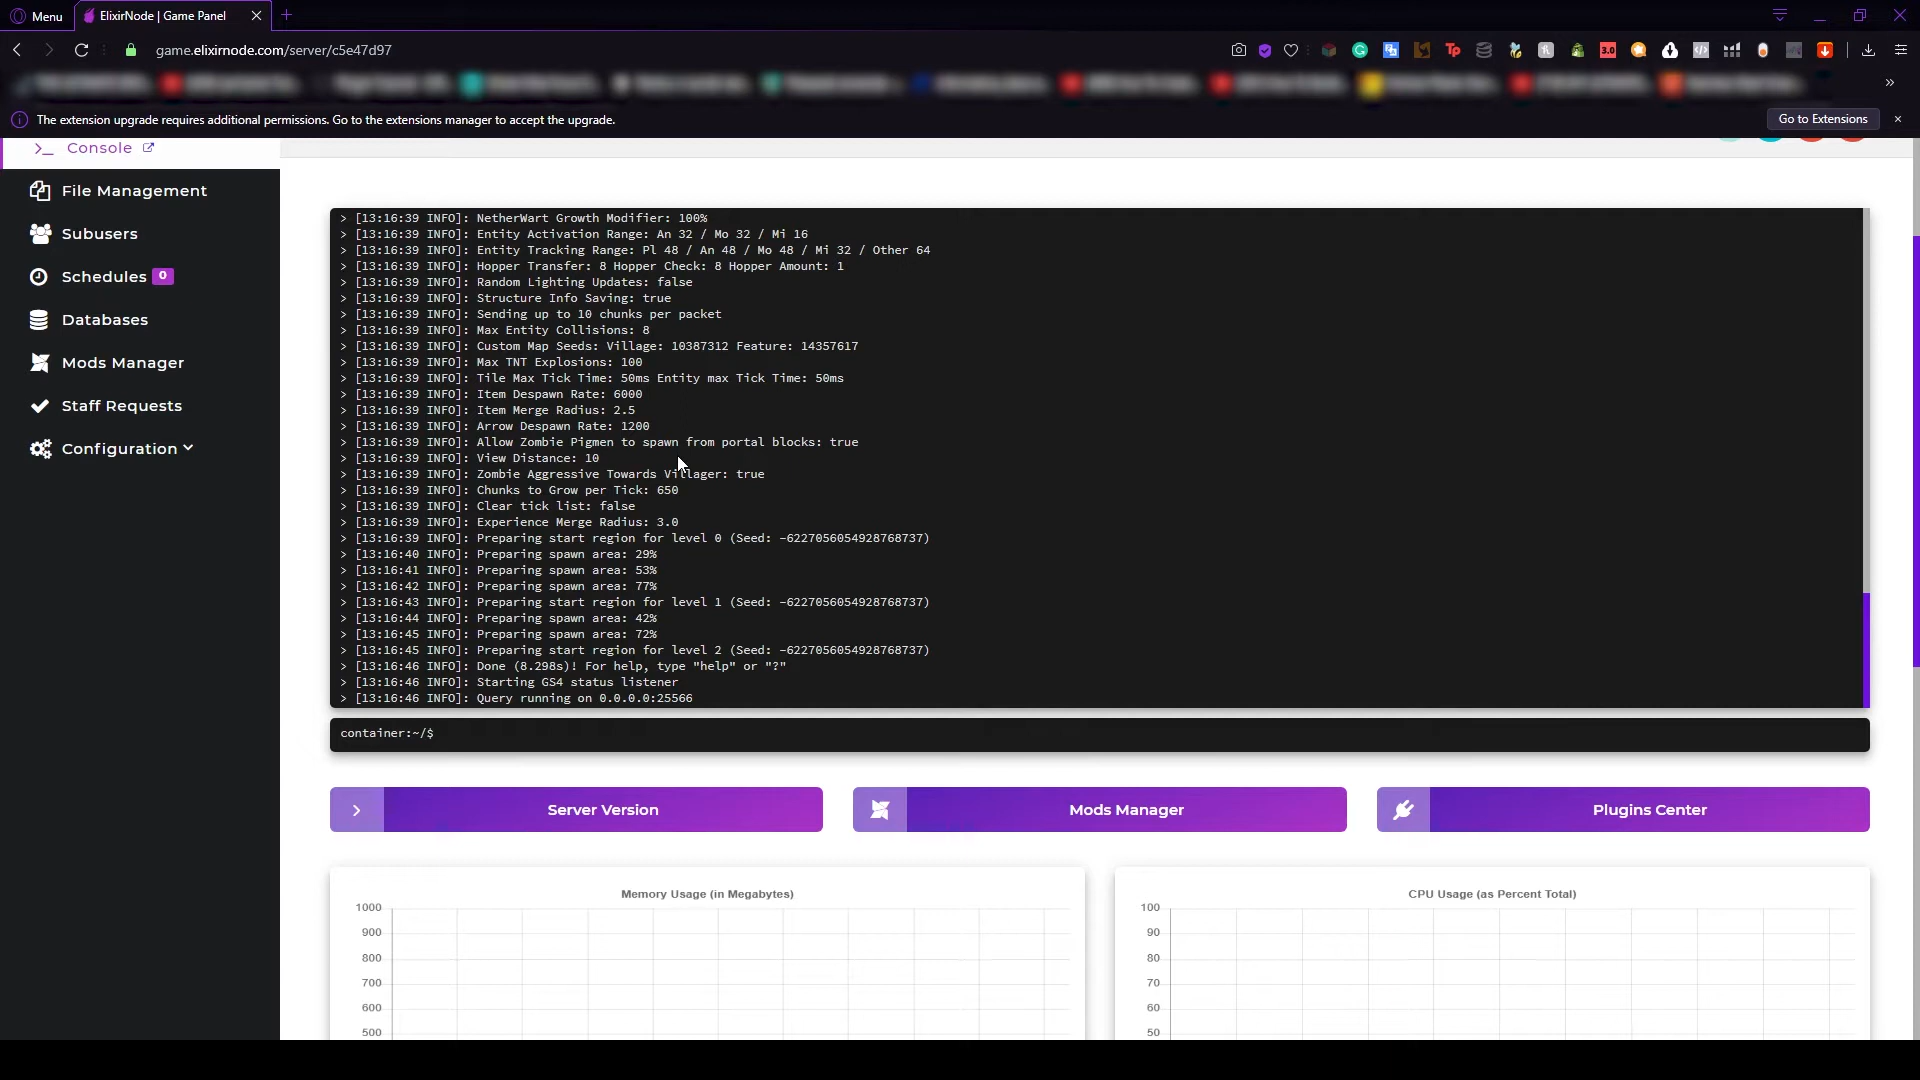 Menu
ElixirNode | Game Panel
game.elixirnode.com/server/c5e47d97
Tp
3.0
The extension upgrade requires additional permissions. Go to the extensions manager to accept the upgrade.
Go to Extensions
Console
File Management
Subusers
Schedules 0
Databases
Mods Manager
Staff Requests
Configuration
> [13:16:39 INFO]: NetherWart Growth Modifier: 100%
> [13:16:39 INFO]: Entity Activation Range: An 32 / Mo 32 / Mi 16
> [13:16:39 INFO]: Entity Tracking Range: Pl 48 / An 48 / Mo 48 / Mi 32 / Other 64
> [13:16:39 INFO]: Hopper Transfer: 8 Hopper Check: 8 Hopper Amount: 1
> [13:16:39 INFO]: Random Lighting Updates: false
> [13:16:39 INFO]: Structure Info Saving: true
> [13:16:39 INFO]: Sending up to 10 chunks per packet
> [13:16:39 INFO]: Max Entity Collisions: 8
> [13:16:39 INFO]: Custom Map Seeds: Village: 10387312 Feature: 14357617
> [13:16:39 INFO]: Max TNT Explosions: 100
> [13:16:39 INFO]: Tile Max Tick Time: 50ms Entity max Tick Time: 50ms
> [13:16:39 INFO]: Item Despawn Rate: 6000
> [13:16:39 INFO]: Item Merge Radius: 2.5
> [13:16:39 INFO]: Arrow Despawn Rate: 1200
> [13:16:39 INFO]: Allow Zombie Pigmen to spawn from portal blocks: true
> [13:16:39 INFO]: View Distance: 10
> [13:16:39 INFO]: Zombie Aggressive Towards Villager: true
> [13:16:39 INFO]: Chunks to Grow per Tick: 650
> [13:16:39 INFO]: Clear tick list: false
> [13:16:39 INFO]: Experience Merge Radius: 3.0
> [13:16:39 INFO]: Preparing start region for level 0 (Seed: -6227056054928768737)
> [13:16:40 INFO]: Preparing spawn area: 29%
> [13:16:41 INFO]: Preparing spawn area: 53%
> [13:16:42 INFO]: Preparing spawn area: 77%
> [13:16:43 INFO]: Preparing start region for level 1 (Seed: -6227056054928768737)
> [13:16:44 INFO]: Preparing spawn area: 42%
> [13:16:45 INFO]: Preparing spawn area: 72%
> [13:16:45 INFO]: Preparing start region for level 2 (Seed: -6227056054928768737)
> [13:16:46 INFO]: Done (8.298s)! For help, type "help" or "?"
> [13:16:46 INFO]: Starting GS4 status listener
> [13:16:46 INFO]: Query running on 0.0.0.0:25566
container:~/$
Server Version
Mods Manager
Plugins Center
Memory Usage (in Megabytes)
1000
900
800
700
600
500
CPU Usage (as Percent Total)
100
90
80
70
60
50